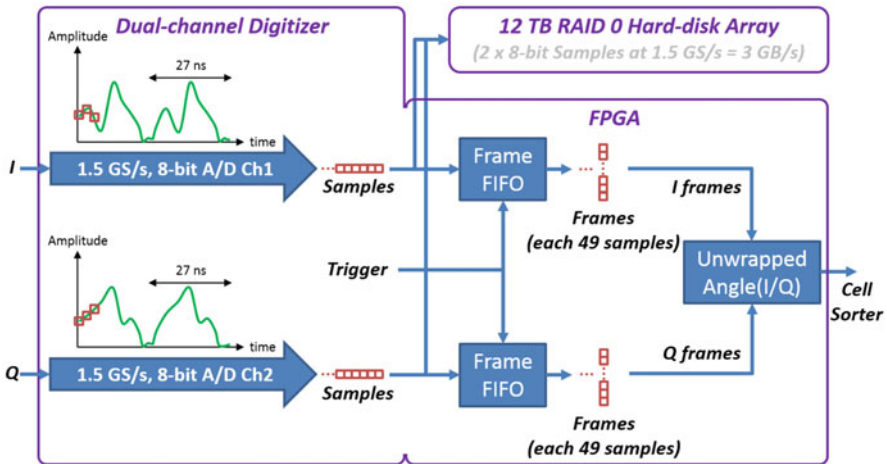 Dual-channel Digitizer
12 TB RAID 0 Hard-disk Array
(2 x 8-bit Samples at 1.5 GS/s = 3 GB/s)
Amplitude
27 ns
time
FPGA
I
1.5 GS/s, 8-bit A/D Ch1
Samples
Frame
FIFO
I frames
Frames
(each 49 samples)
Amplitude
27 ns
time
Trigger
Unwrapped
Angle(I/Q)
Cell
Sorter
Q
1.5 GS/s, 8-bit A/D Ch2
Samples
Frame
FIFO
Q frames
Frames
(each 49 samples)